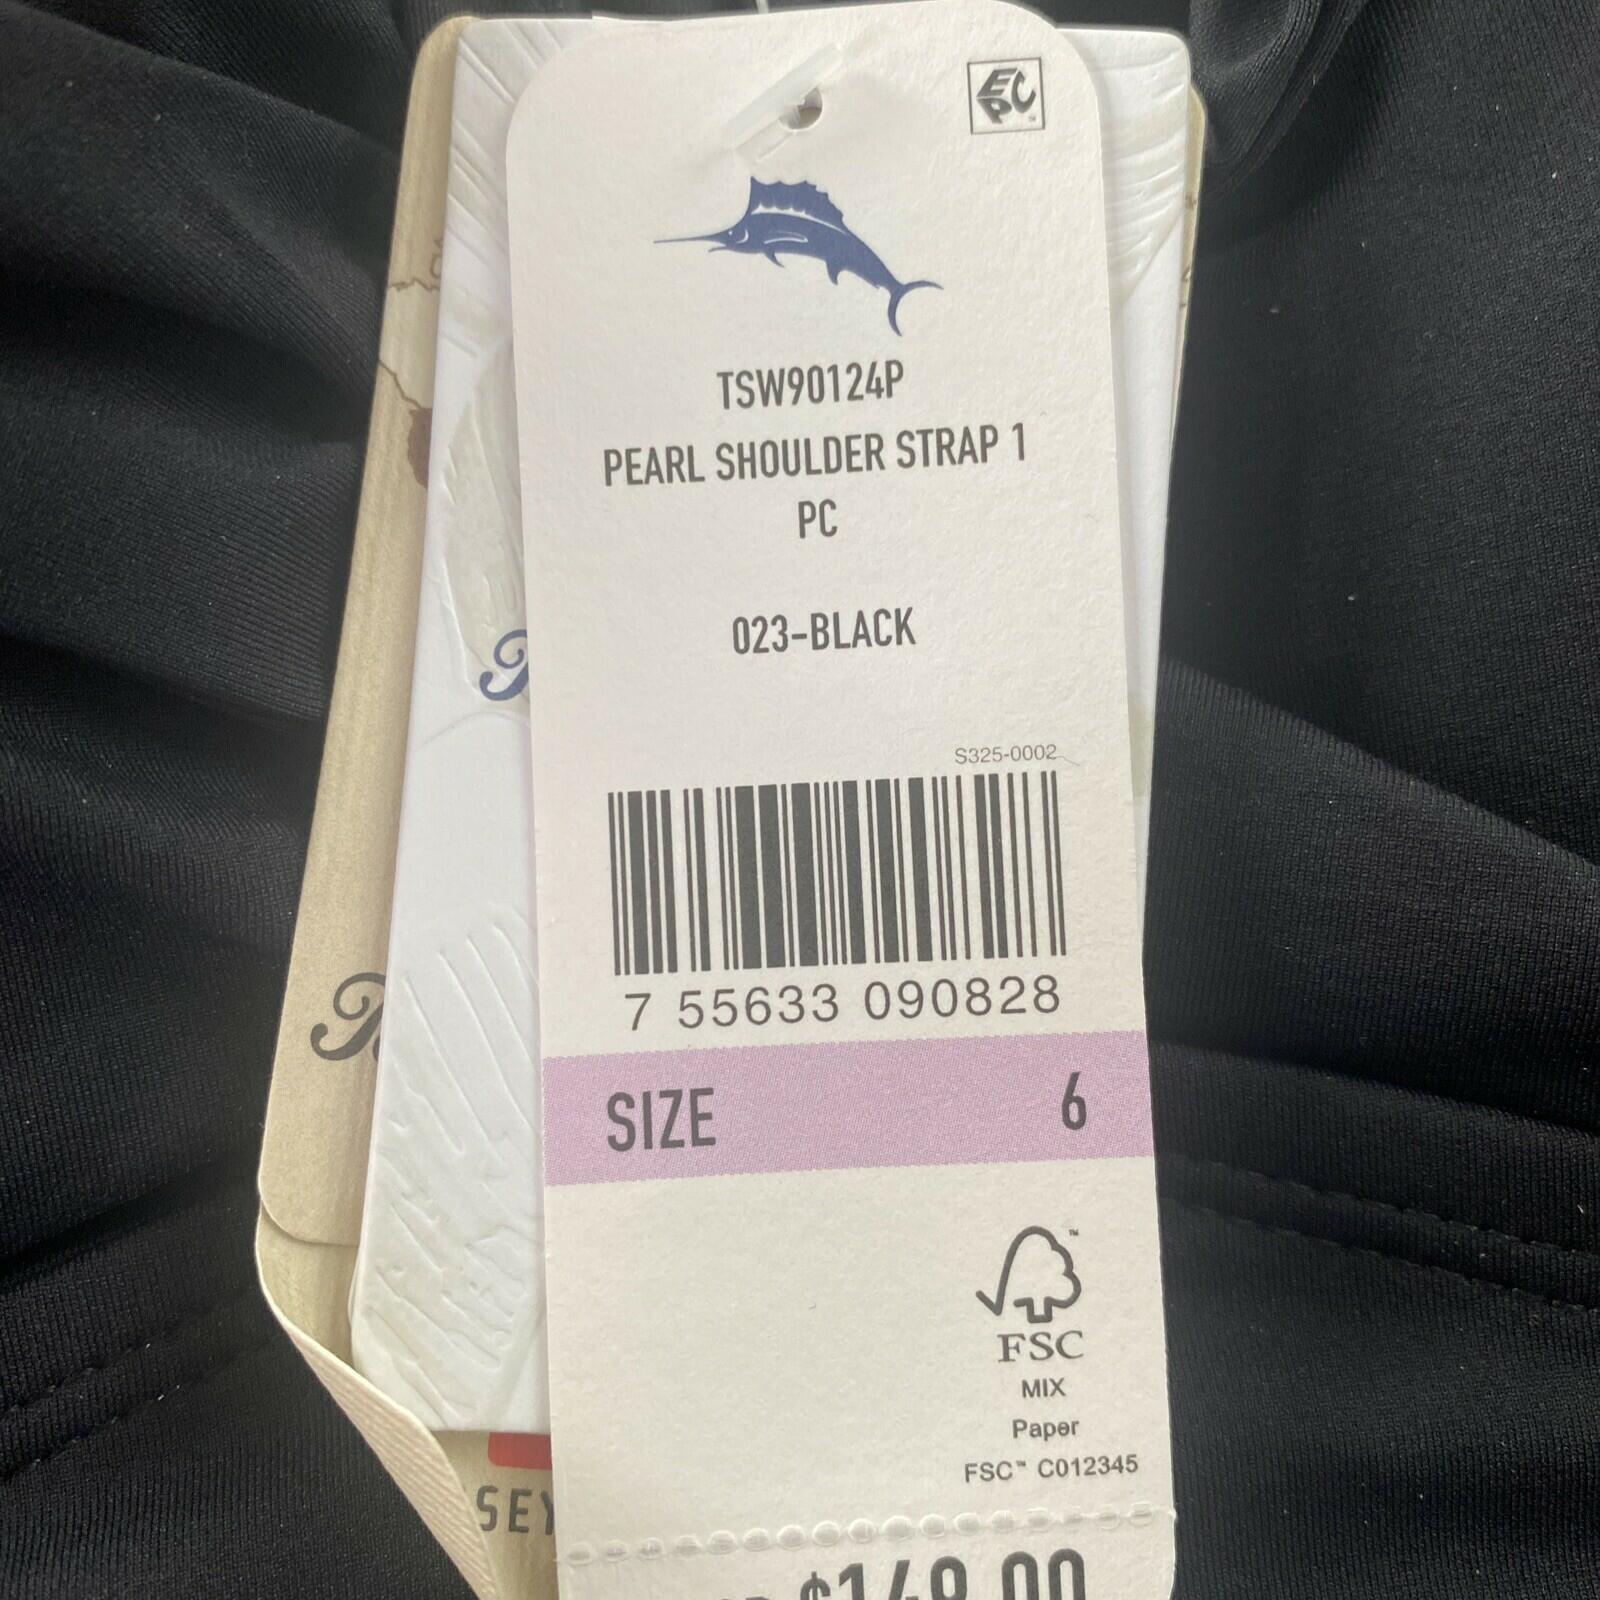 EPC
TSW90124P
PEARL SHOULDER STRAP 1
PC
023-BLACK
S325-0002
7 55633 090828
SIZE 6
FSC
MIX
Paper
FSC™ C012345
SEY